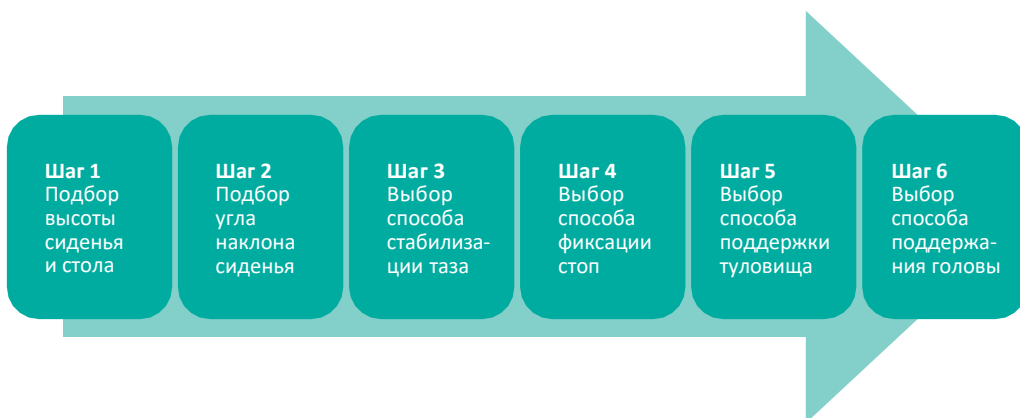 Шаг 1
Подбор
высоты
сиденья
и стола
Шаг 2
Подбор
угла
наклона
сиденья
Шаг 3
Выбор
способа
стабилиза-
ции таза
Шаг 4
Выбор
способа
фиксации
стоп
Шаг 5
Выбор
способа
поддержки
туловища
Шаг 6
Выбор
способа
поддержа-
ния головы